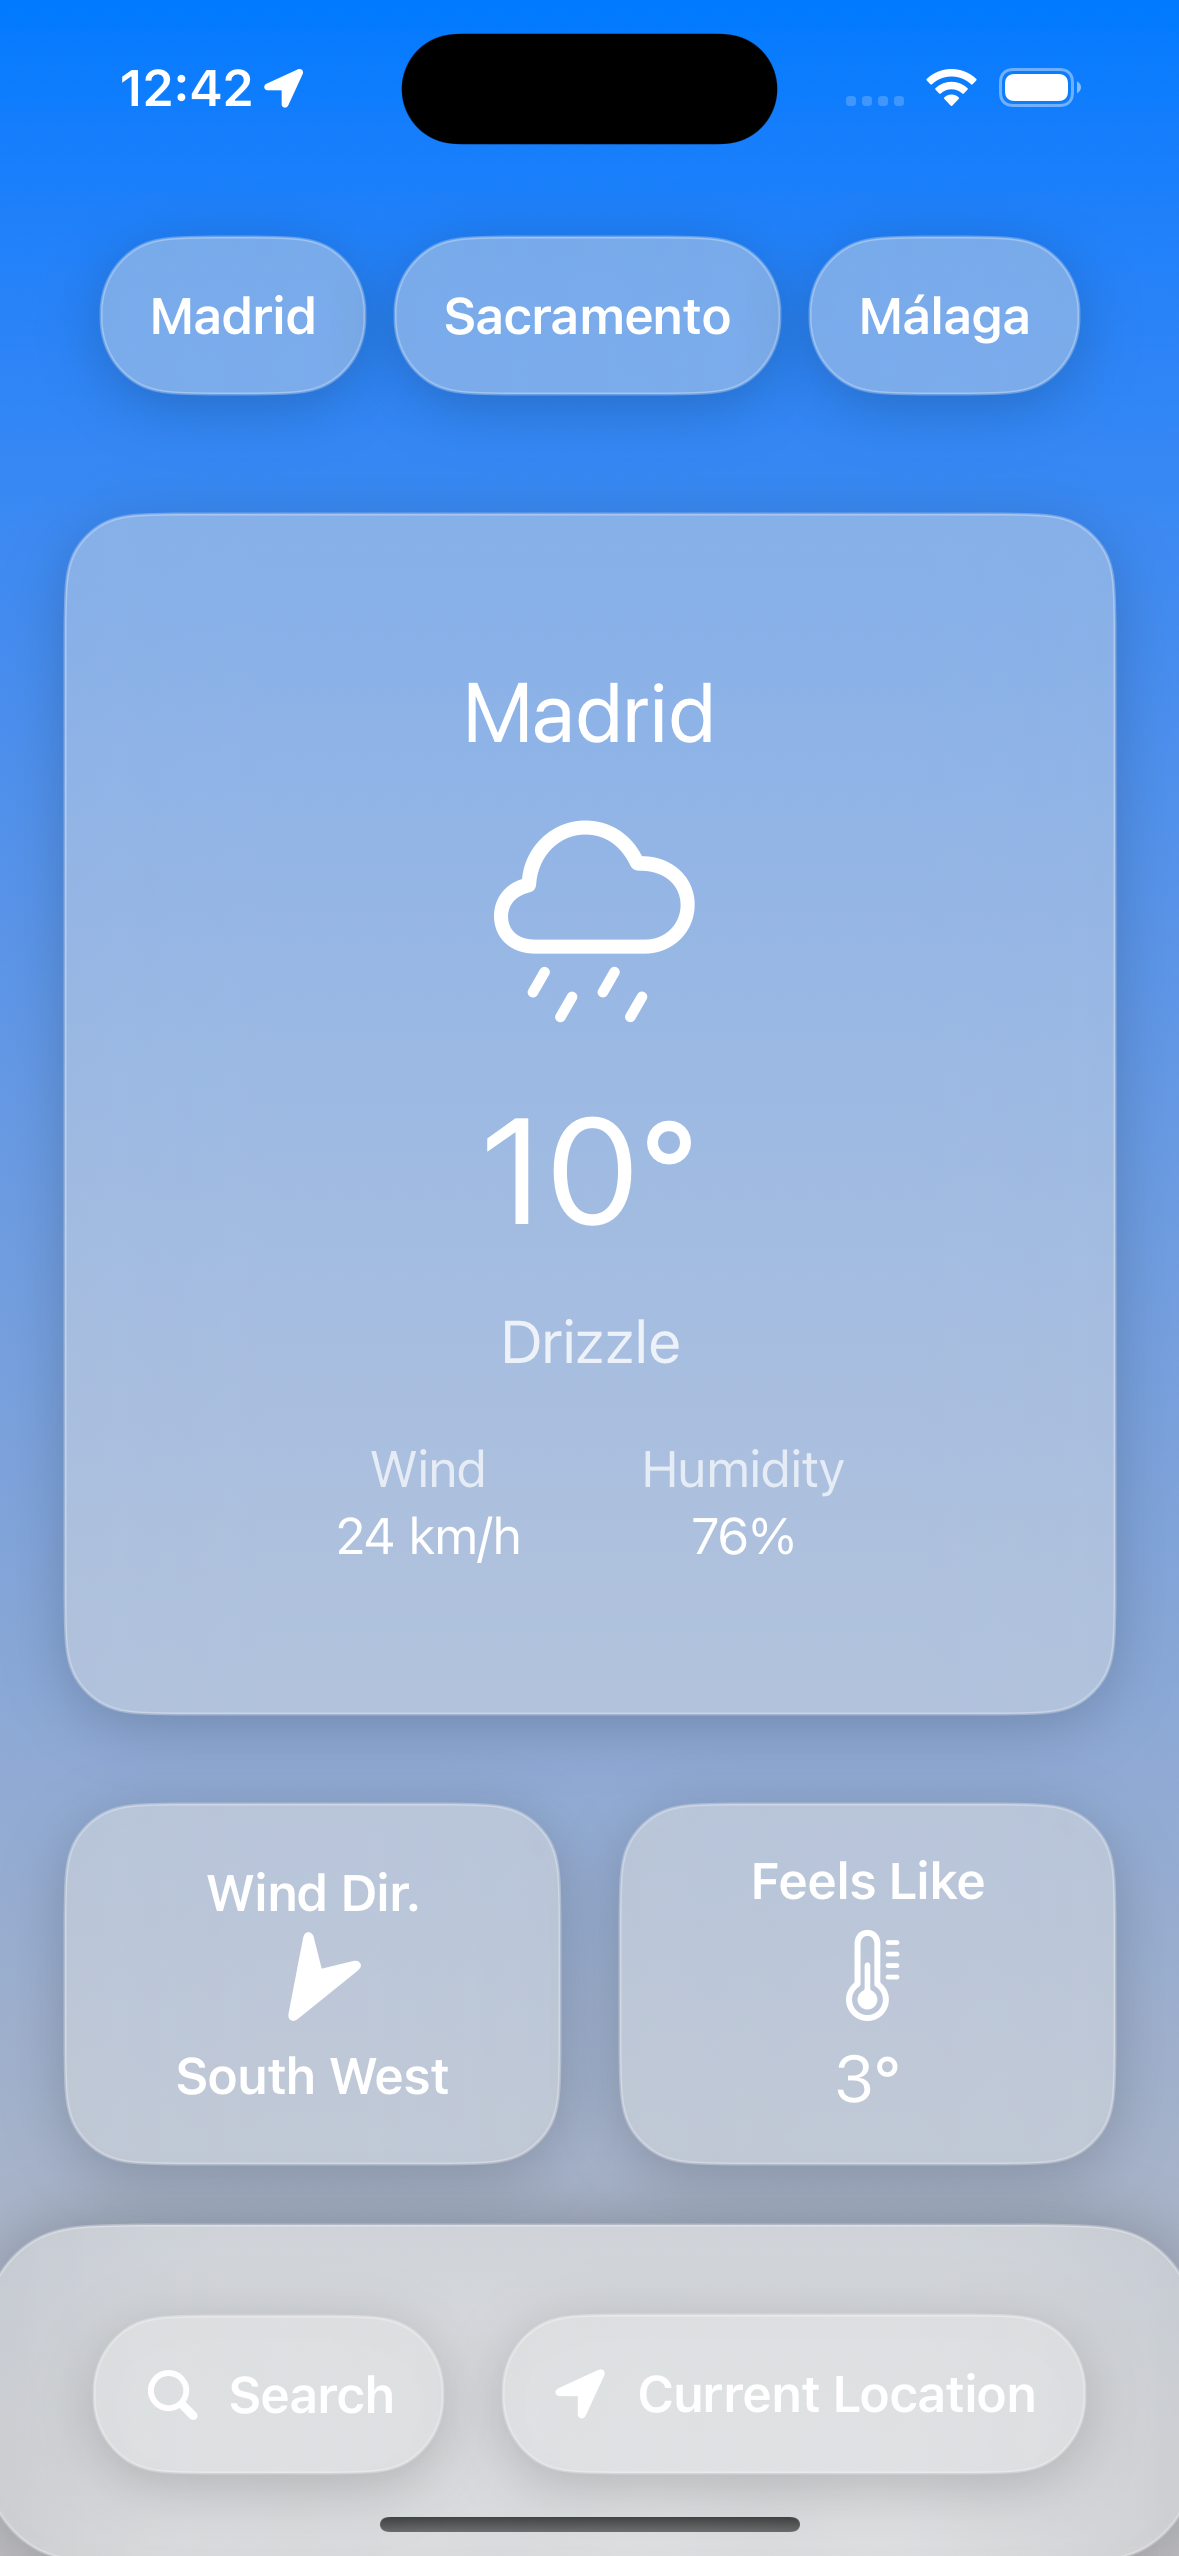 12:42
Madrid
Sacramento
Málaga
Madrid
10°
Drizzle
Wind
24 km/h
Humidity
76%
Wind Dir.
South West
Feels Like
3°
Search
Current Location